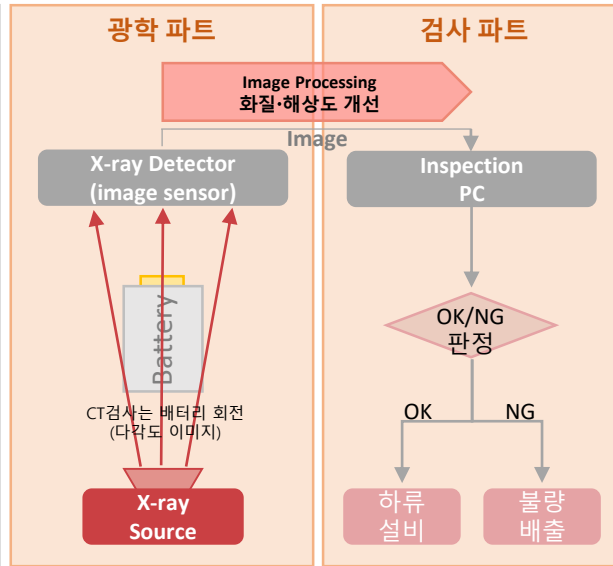 광학 파트
검사 파트
Image Processing
화질·해상도 개선
Image
X-ray Detector
(image sensor)
Inspection
PC
Battery
OK/NG
판정
CT검사는 배터리 회전
(다각도 이미지)
OK
NG
X-ray
Source
하류
설비
불량
배출